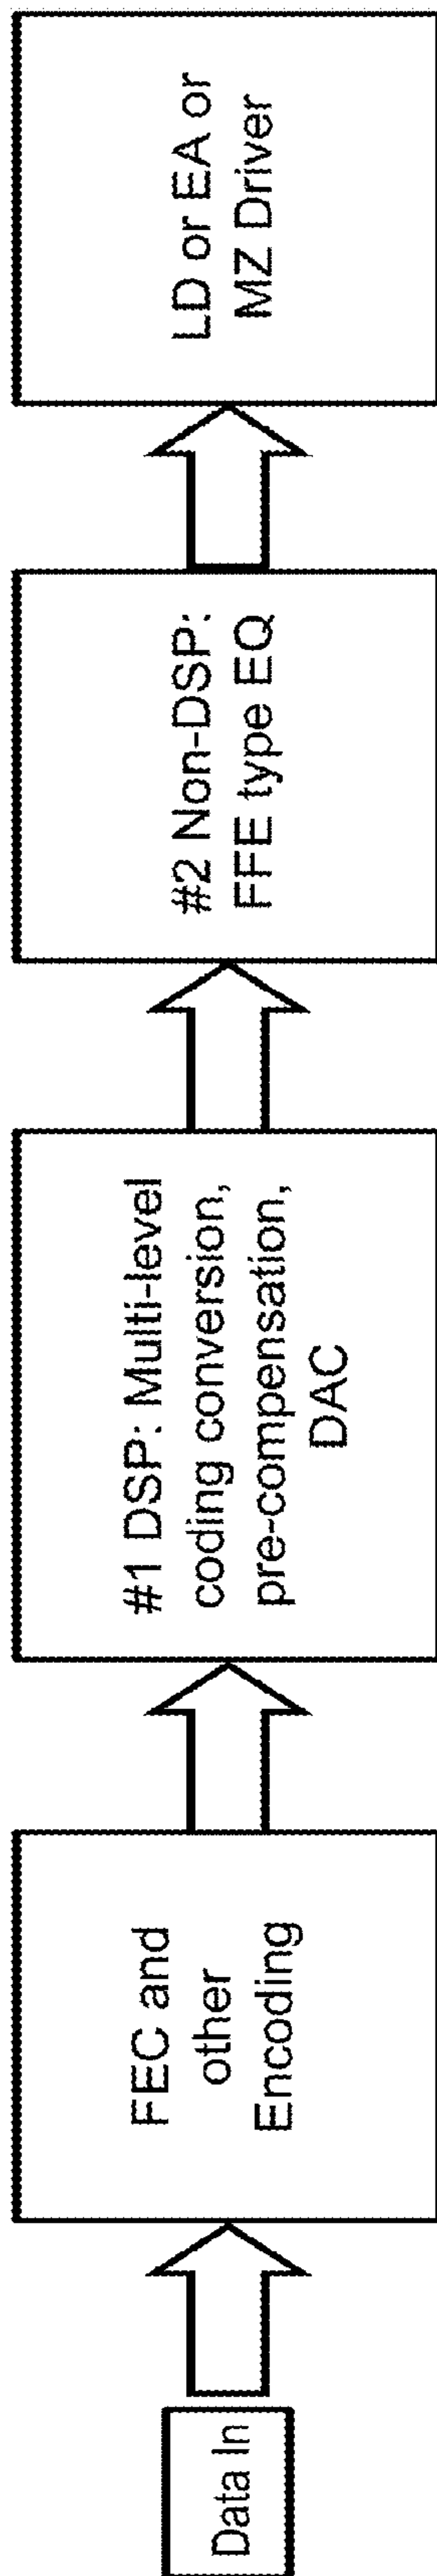 Data In
FEC and
other
Encoding
#1 DSP: Multi-level
coding conversion,
pre-compensation,
DAC
#2 Non-DSP:
FFE type EQ
LD or EA or
MZ Driver